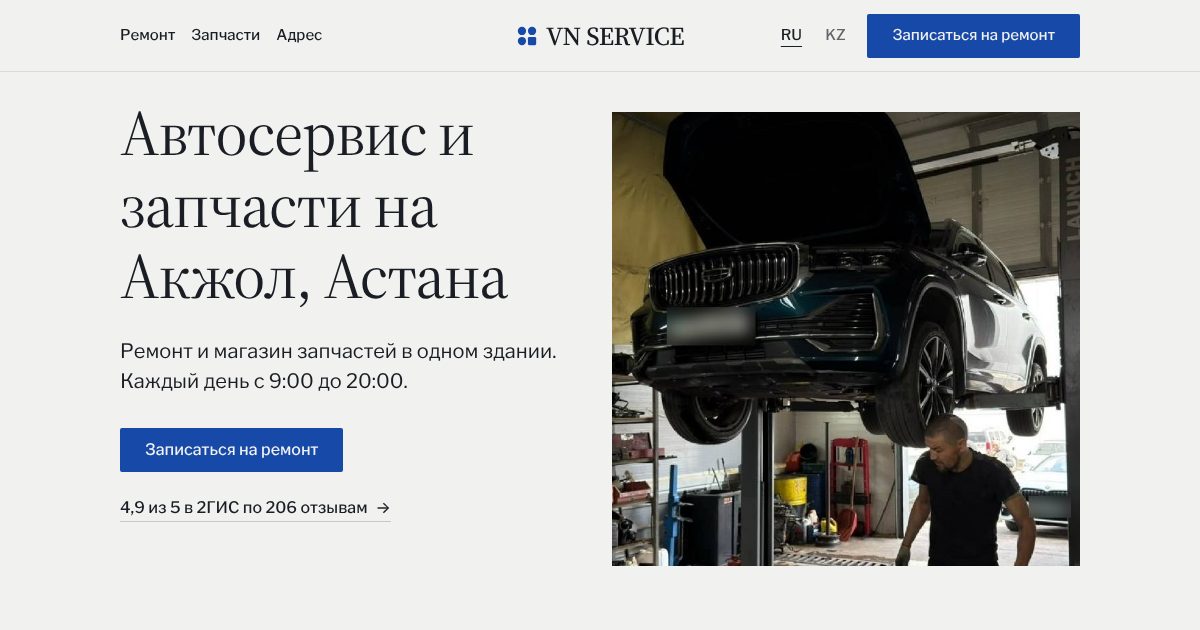 Ремонт Запчасти Адрес
VN SERVICE
RU KZ
Записаться на ремонт
Автосервис и
запчасти на
Акжол, Астана
Ремонт и магазин запчастей в одном здании.
Каждый день с 9:00 до 20:00.
Записаться на ремонт
4,9 из 5 в 2ГИС по 206 отзывам →
LAUNCH